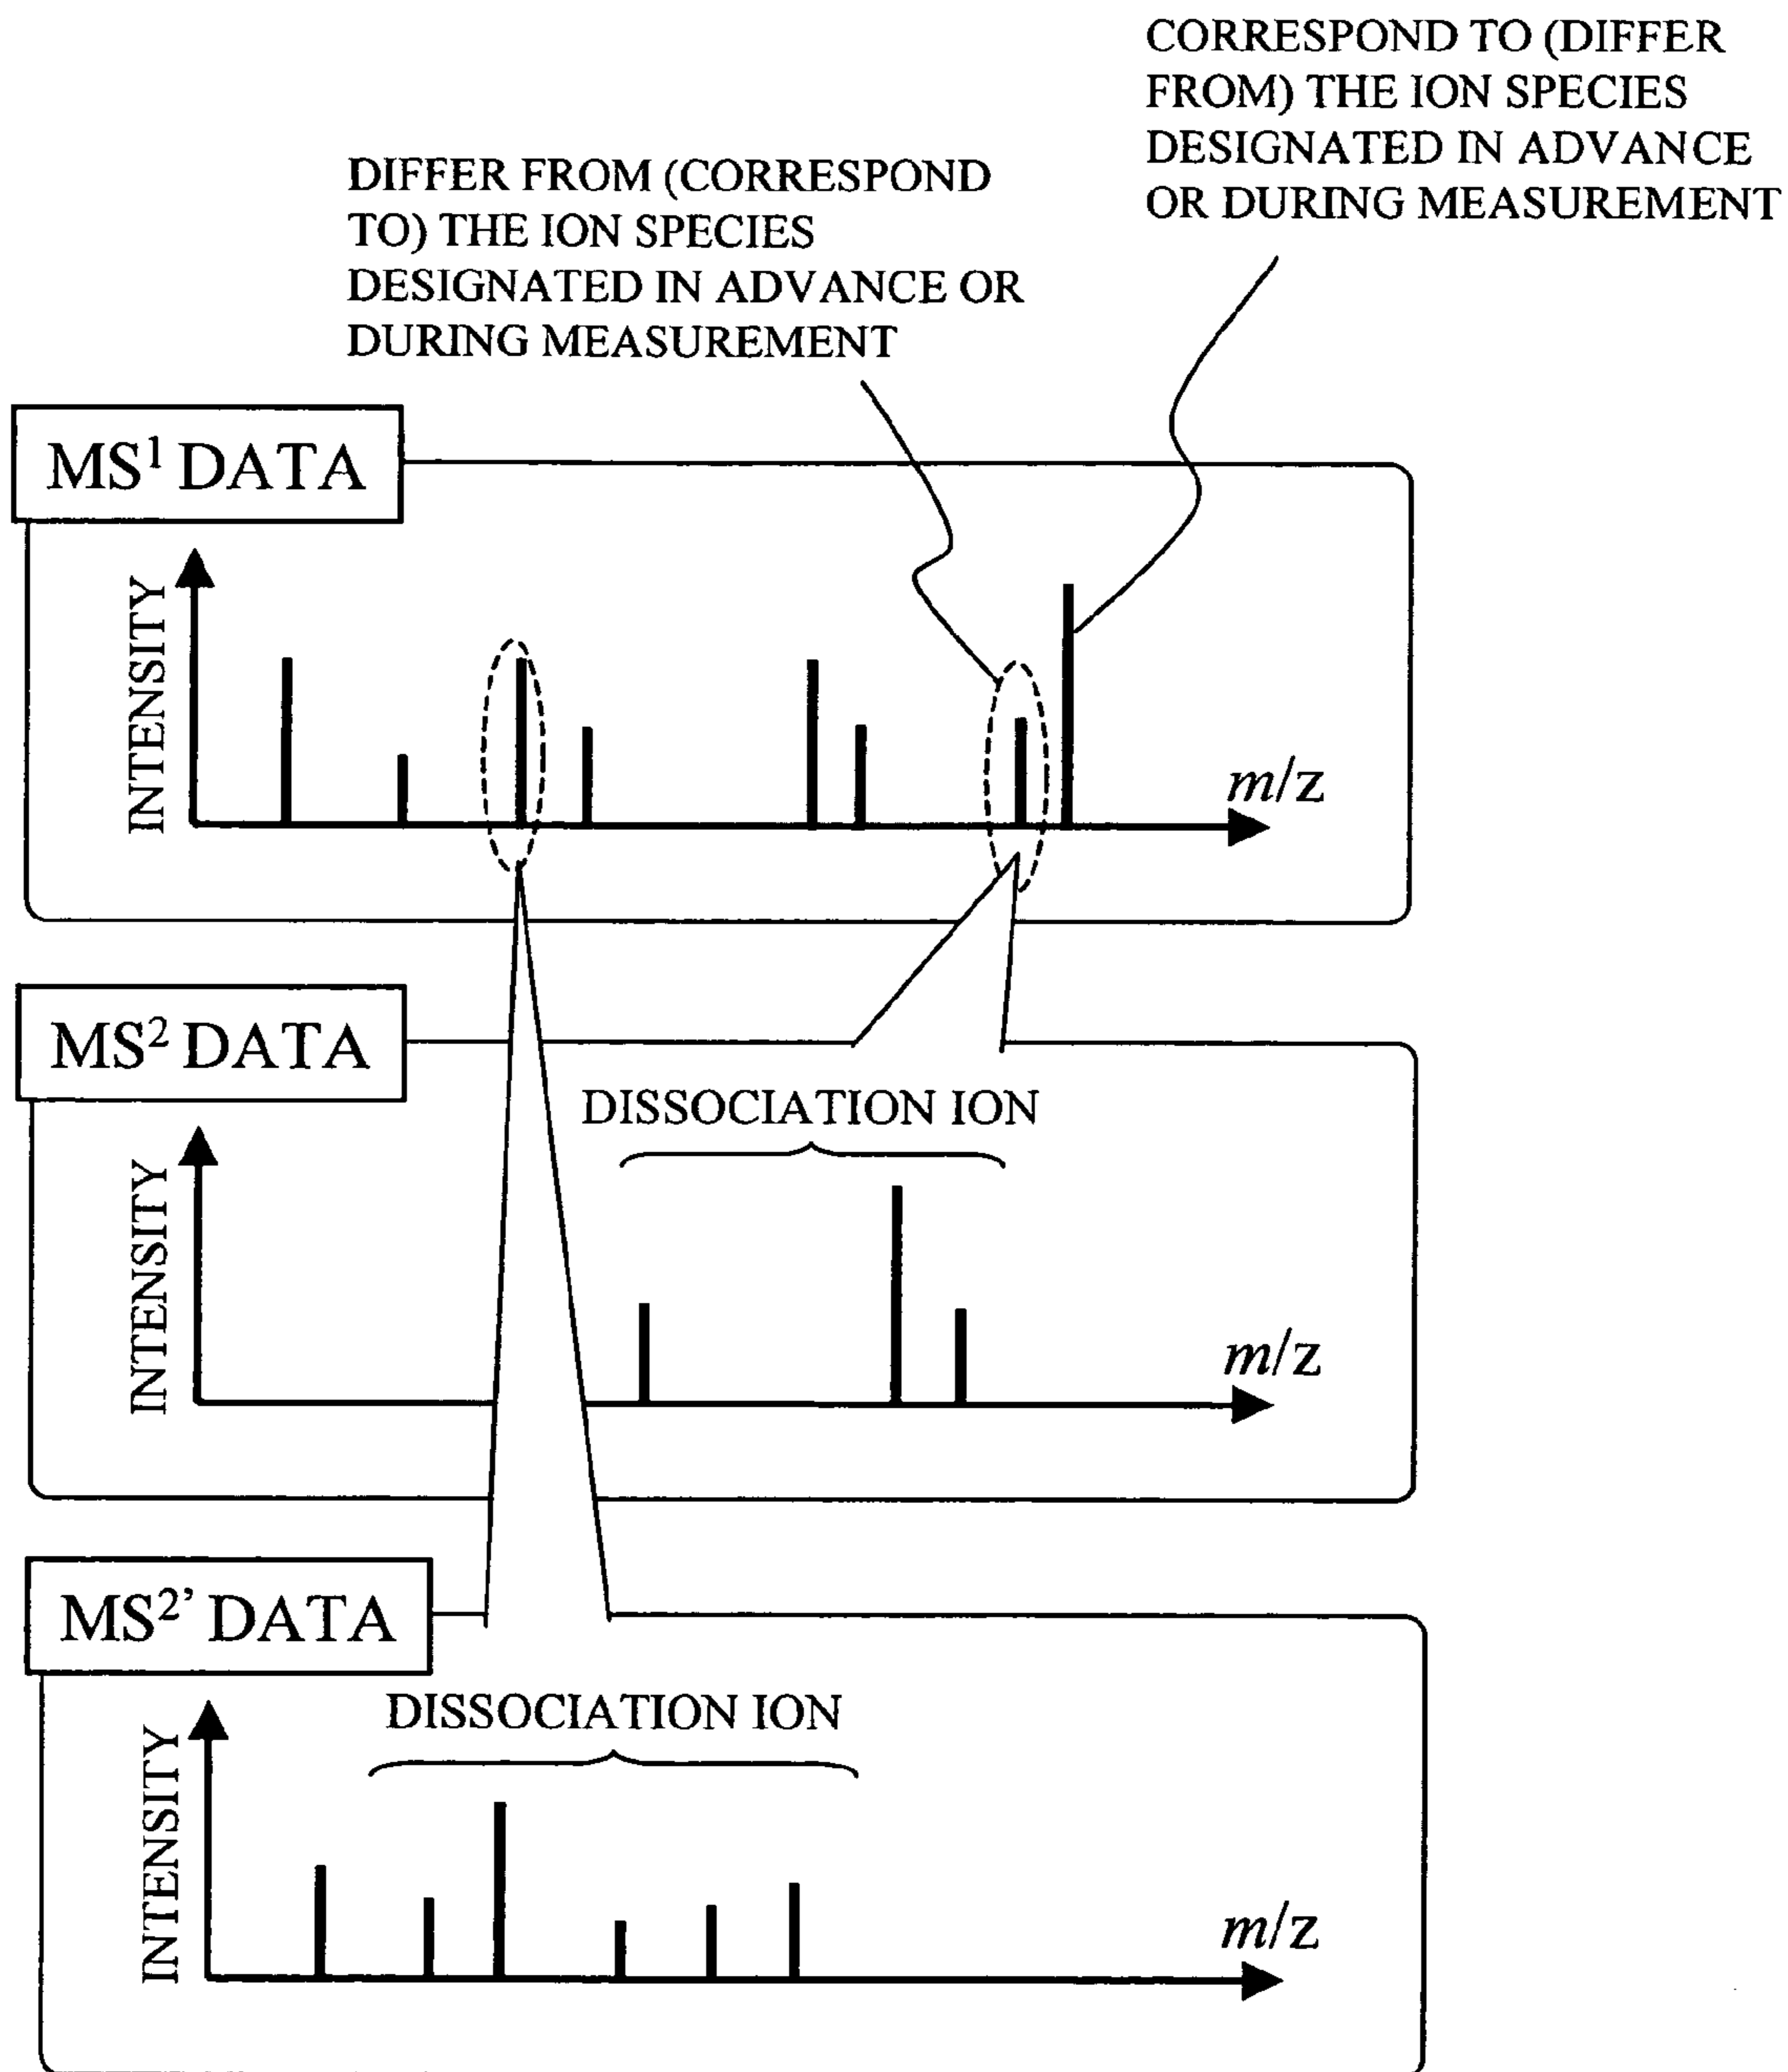 CORRESPOND TO (DIFFER
FROM) THE ION SPECIES
DESIGNATED IN ADVANCE
OR DURING MEASUREMENT
DIFFER FROM (CORRESPOND
TO) THE ION SPECIES
DESIGNATED IN ADVANCE OR
DURING MEASUREMENT
MS¹ DATA
INTENSITY
m/z
MS² DATA
DISSOCIATION ION
INTENSITY
m/z
MS²’ DATA
DISSOCIATION ION
INTENSITY
m/z